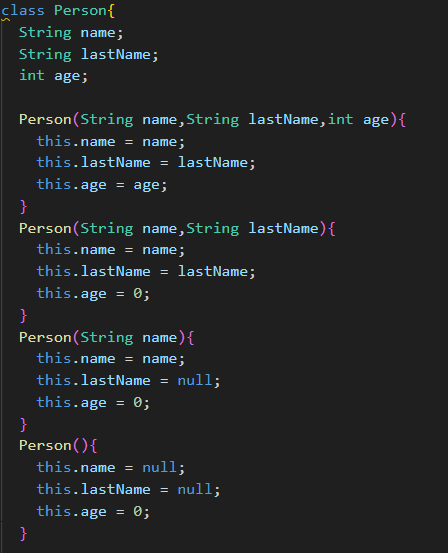 class Person{
  String name;
  String lastName;
  int age;

  Person(String name,String lastName,int age){
    this.name = name;
    this.lastName = lastName;
    this.age = age;
  }
  Person(String name,String lastName){
    this.name = name;
    this.lastName = lastName;
    this.age = 0;
  }
  Person(String name){
    this.name = name;
    this.lastName = null;
    this.age = 0;
  }
  Person(){
    this.name = null;
    this.lastName = null;
    this.age = 0;
  }